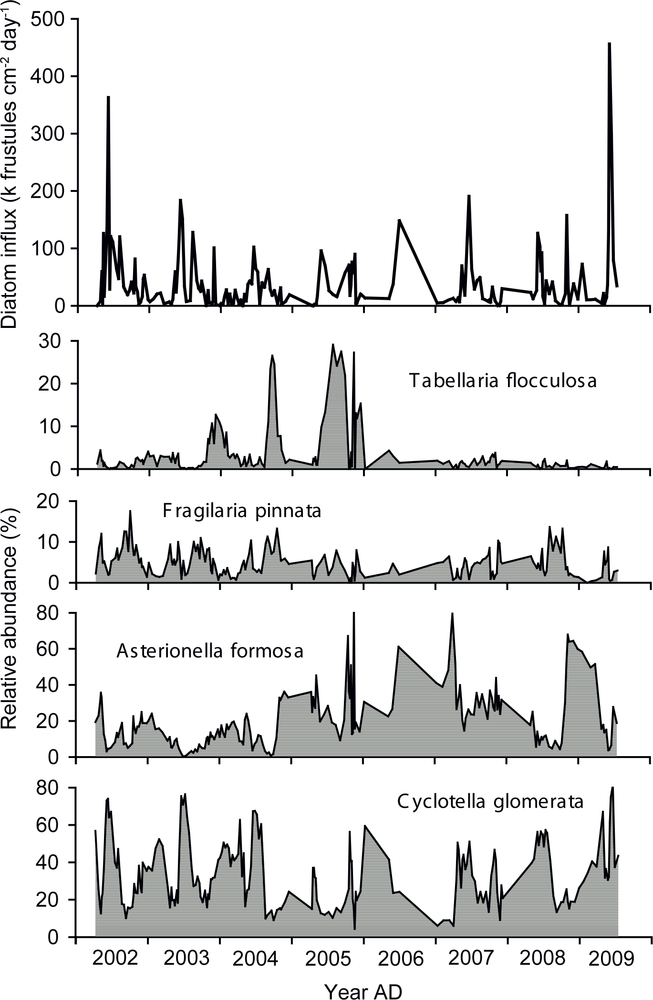 Diatom influx (k frustules cm-2 day-1)
500
400
300
200
100
0
30
20
10
0
Tabellaria flocculosa
Relative abundance (%)
20
10
0
Fragilaria pinnata
80
60
40
20
0
Asterionella formosa
80
60
40
20
0
Cyclotella glomerata
2002 2003 2004 2005 2006 2007 2008 2009
Year AD